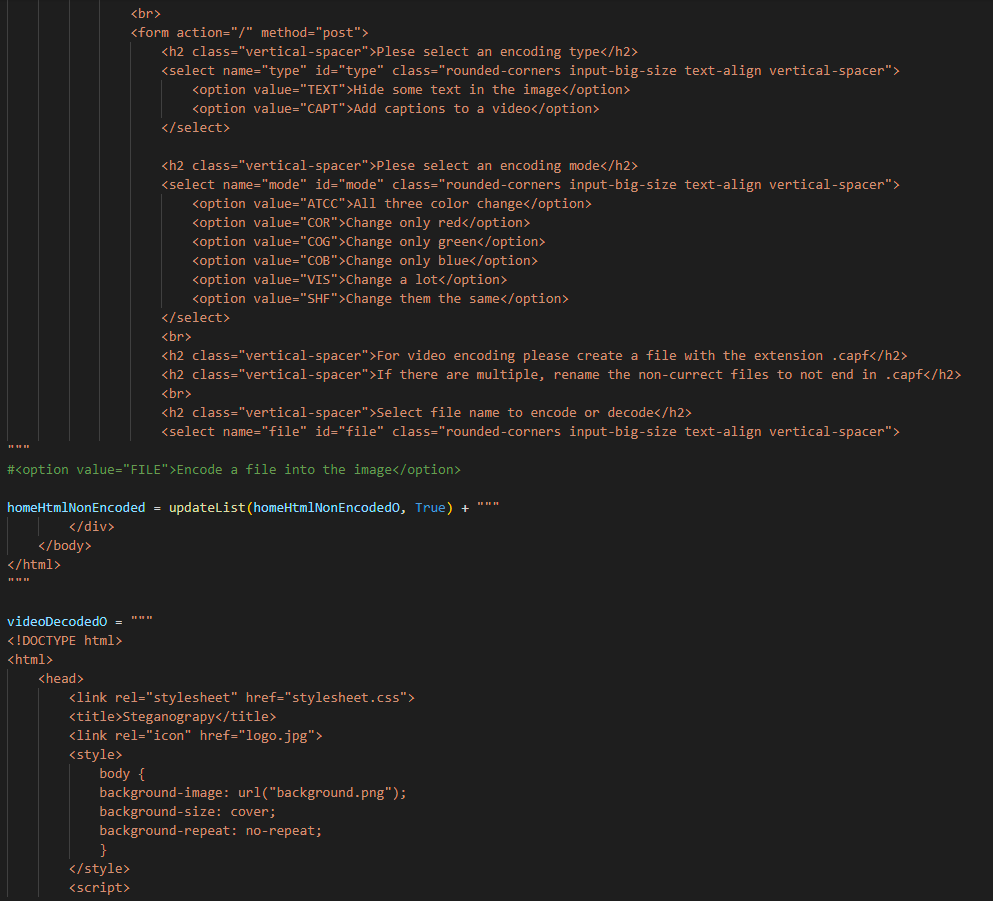 <br>
<form action="/" method="post">
<h2 class="vertical-spacer">Plese select an encoding type</h2>
<select name="type" id="type" class="rounded-corners input-big-size text-align vertical-spacer">
<option value="TEXT">Hide some text in the image</option>
<option value="CAPT">Add captions to a video</option>
</select>
<h2 class="vertical-spacer">Plese select an encoding mode</h2>
<select name="mode" id="mode" class="rounded-corners input-big-size text-align vertical-spacer">
<option value="ATCC">All three color change</option>
<option value="COR">Change only red</option>
<option value="COG">Change only green</option>
<option value="COB">Change only blue</option>
<option value="VIS">Change a lot</option>
<option value="SHF">Change them the same</option>
</select>
<br>
<h2 class="vertical-spacer">For video encoding please create a file with the extension .capf</h2>
<h2 class="vertical-spacer">If there are multiple, rename the non-currect files to not end in .capf</h2>
<br>
<h2 class="vertical-spacer">Select file name to encode or decode</h2>
<select name="file" id="file" class="rounded-corners input-big-size text-align vertical-spacer">
"""
#<option value="FILE">Encode a file into the image</option>
homeHtmlNonEncoded = updateList(homeHtmlNonEncodedO, True) + """
</div>
</body>
</html>
"""
videoDecodedO = """
<!DOCTYPE html>
<html>
<head>
<link rel="stylesheet" href="stylesheet.css">
<title>Steganograpy</title>
<link rel="icon" href="logo.jpg">
<style>
body {
background-image: url("background.png");
background-size: cover;
background-repeat: no-repeat;
}
</style>
<script>